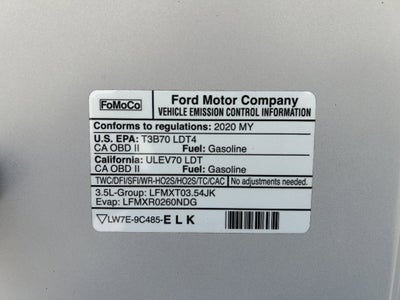 FoMoCo
Ford Motor Company
VEHICLE EMISSION CONTROL INFORMATION
Conforms to regulations: 2020 MY
U.S. EPA: T3B70 LDT4
CA OBD II Fuel: Gasoline
California: ULEV70 LDT
CA OBD II Fuel: Gasoline
TWC/DFI/SFI/WR-HO2S/HO2S/TC/CAC No adjustments needed.
3.5L-Group: LFMXT03.54JK
Evap: LFMXR0260NDG
LW7E-9C485-E L K